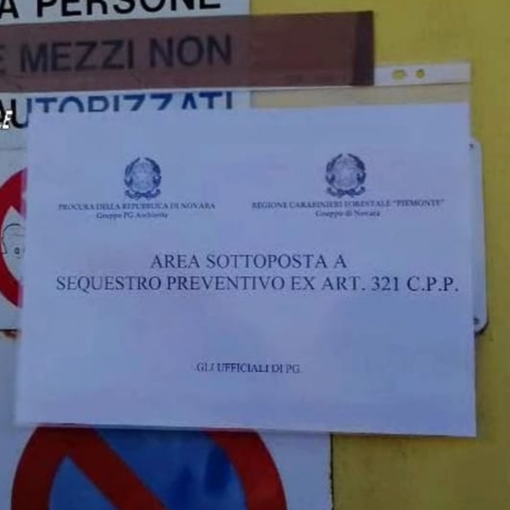 A PERSONE
E MEZZI NON
AUTORIZZATI
PROCURA DELLA REPUBBLICA DI NOVARA
Gruppo PG Ambiente
REGIONE CARABINIERI FORESTALE "PIEMONTE"
Gruppo di Novara
AREA SOTTOPOSTA A
SEQUESTRO PREVENTIVO EX ART. 321 C.P.P.
GLI UFFICIALI DI PG